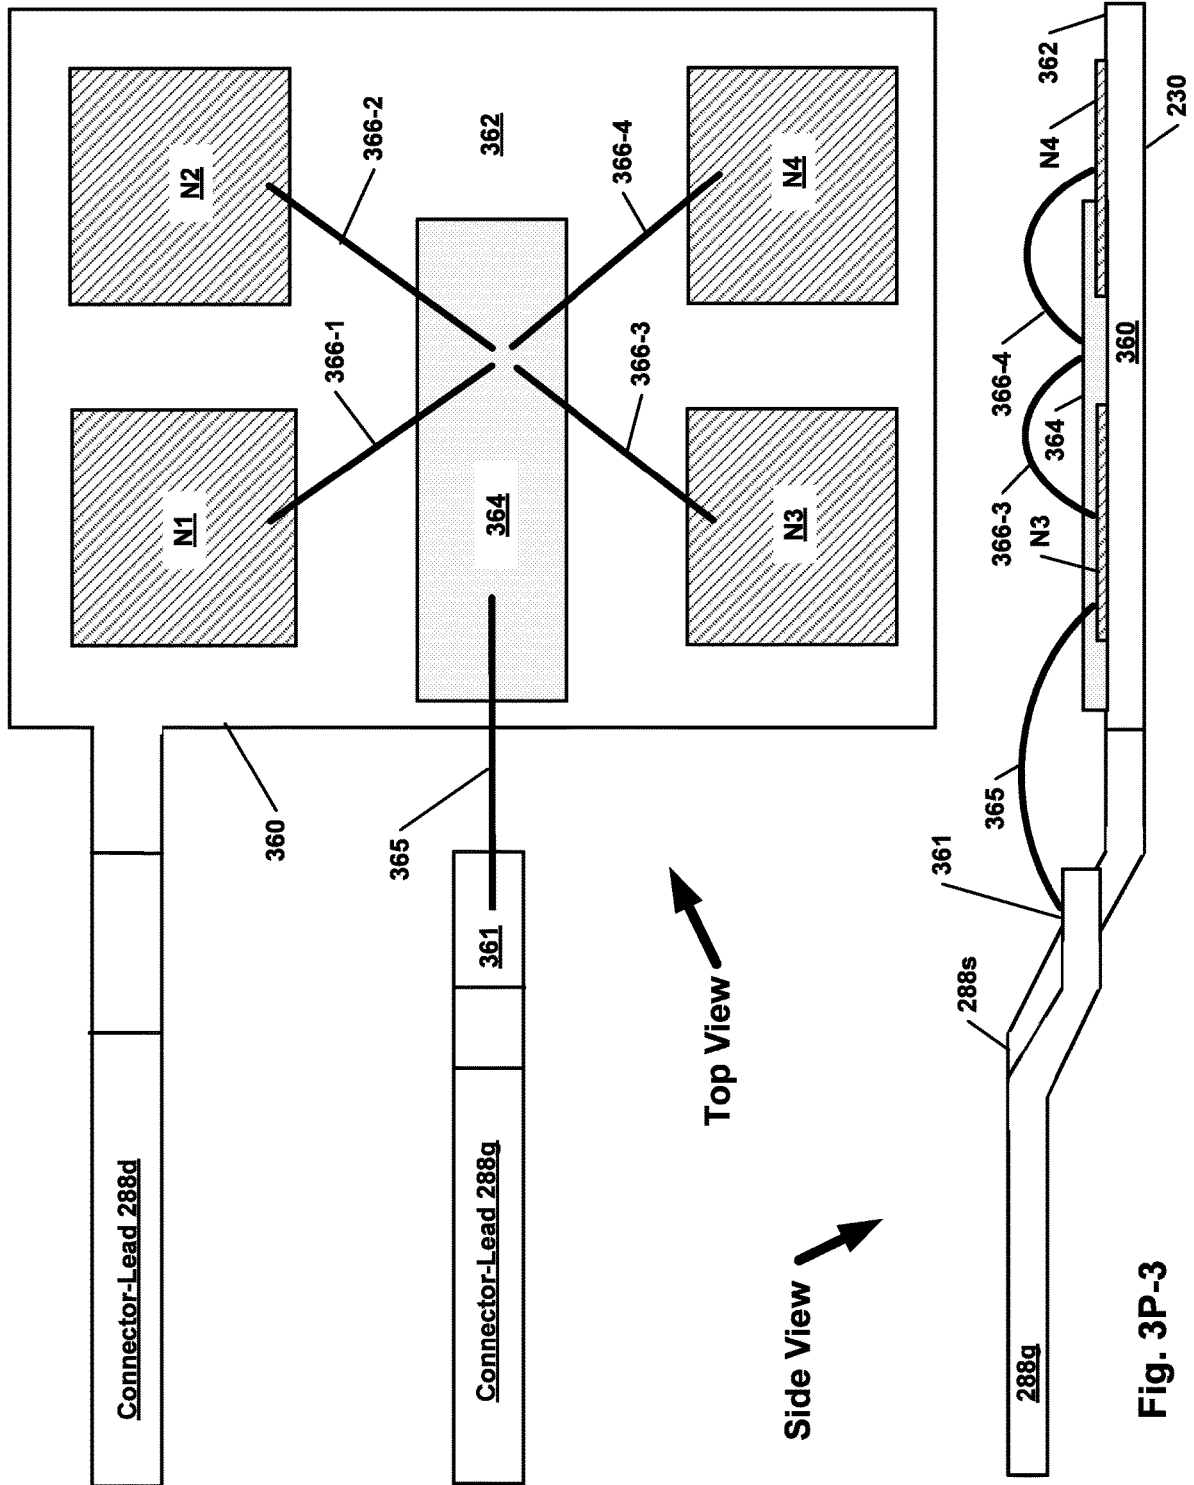 Connector-Lead 288d
360
N1
N2
366-1
366-2
362
Connector-Lead 288g
361
365
364
366-3
366-4
N3
N4
Top View
Side View
288g
288s
361
365
366-3
N3
364
366-4
N4
362
360
230
Fig. 3P-3